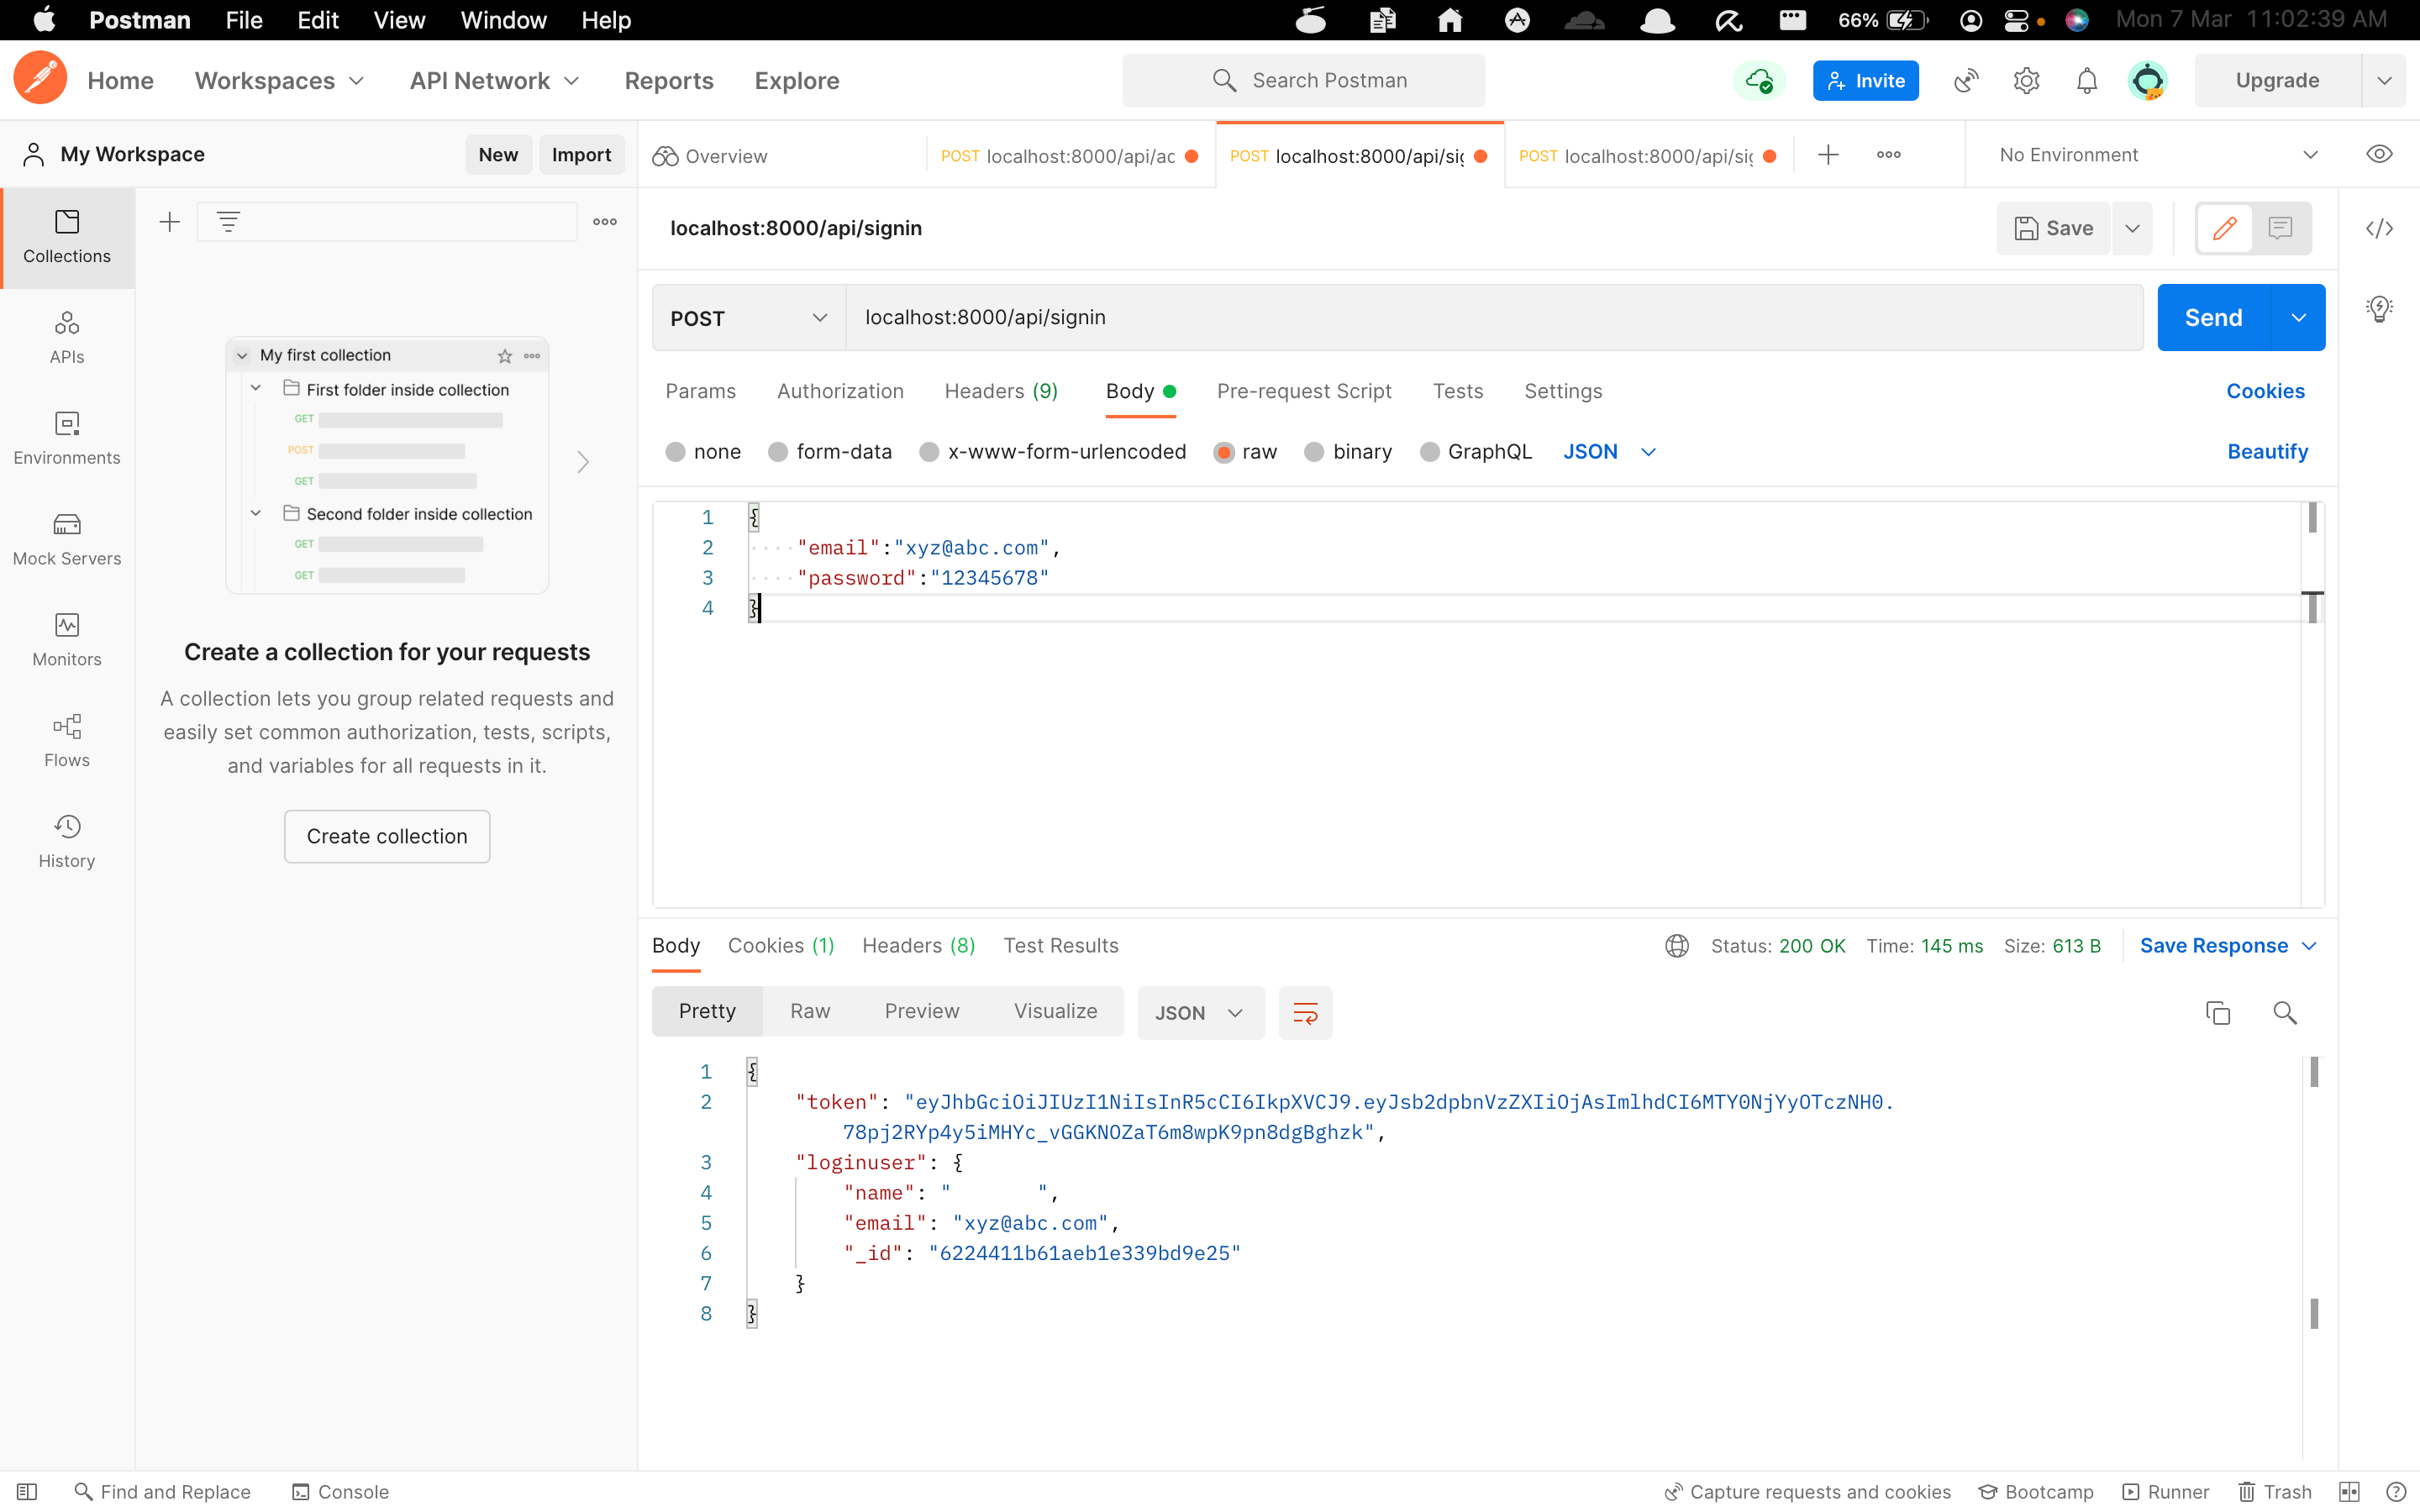 Postman File Edit View Window Help 66% Mon 7 Mar 11:02:39 AM
Home Workspaces API Network Reports Explore Search Postman Invite Upgrade
My Workspace New Import Overview POST localhost:8000/api/ac POST localhost:8000/api/sig POST localhost:8000/api/sig No Environment
Collections
APIs
Environments
Mock Servers
Monitors
Flows
History
My first collection
First folder inside collection
GET
POST
GET
Second folder inside collection
GET
GET
Create a collection for your requests
A collection lets you group related requests and
easily set common authorization, tests, scripts,
and variables for all requests in it.
Create collection
localhost:8000/api/signin Save
POST localhost:8000/api/signin Send
Params Authorization Headers (9) Body Pre-request Script Tests Settings Cookies
none form-data x-www-form-urlencoded raw binary GraphQL JSON Beautify
1 {
2 "email":"xyz@abc.com",
3 "password":"12345678"
4 }
Body Cookies (1) Headers (8) Test Results Status: 200 OK Time: 145 ms Size: 613 B Save Response
Pretty Raw Preview Visualize JSON
1 {
2 "token": "eyJhbGciOiJIUzI1NiIsInR5cCI6IkpXVCJ9.eyJsb2dpbnVzZXIiOjAsImlhdCI6MTY0NjYyOTczNH0.
78pj2RYp4y5iMHYc_vGGKNOZaT6m8wpK9pn8dgBghzk",
3 "loginuser": {
4 "name": " ",
5 "email": "xyz@abc.com",
6 "_id": "6224411b61aeb1e339bd9e25"
7 }
8 }
Find and Replace Console Capture requests and cookies Bootcamp Runner Trash